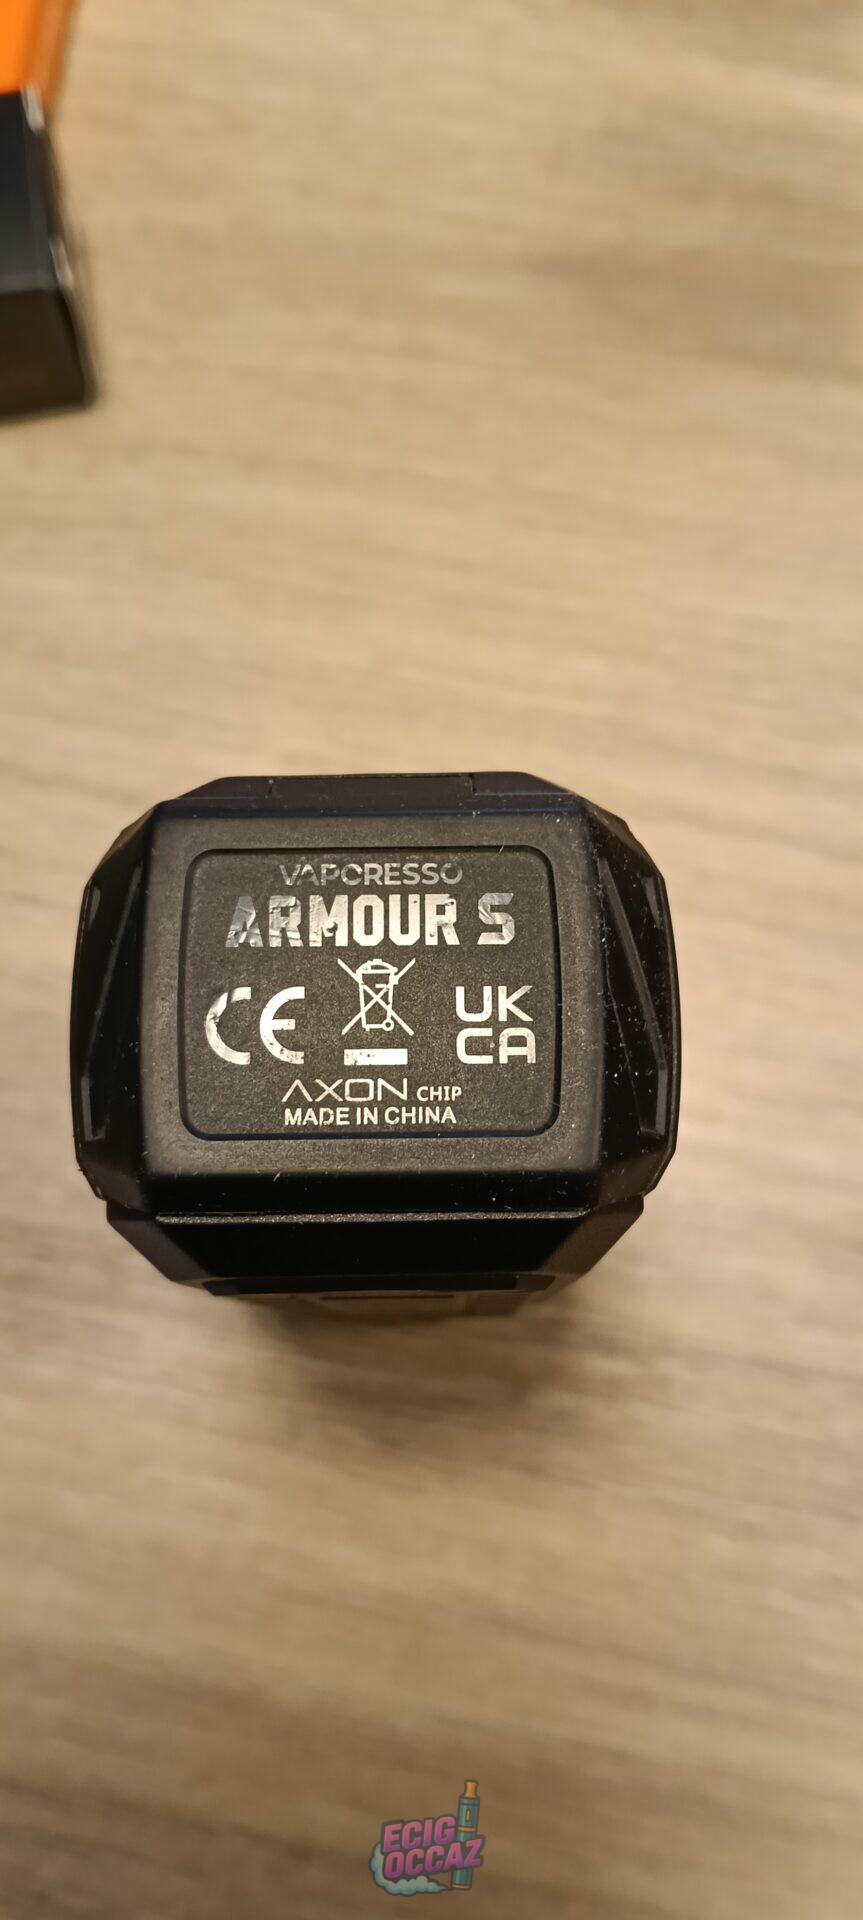 VAPORESSO
ARMOUR S
CE
UK
CA
AXON CHIP
MADE IN CHINA
ECIG
OCCAZ